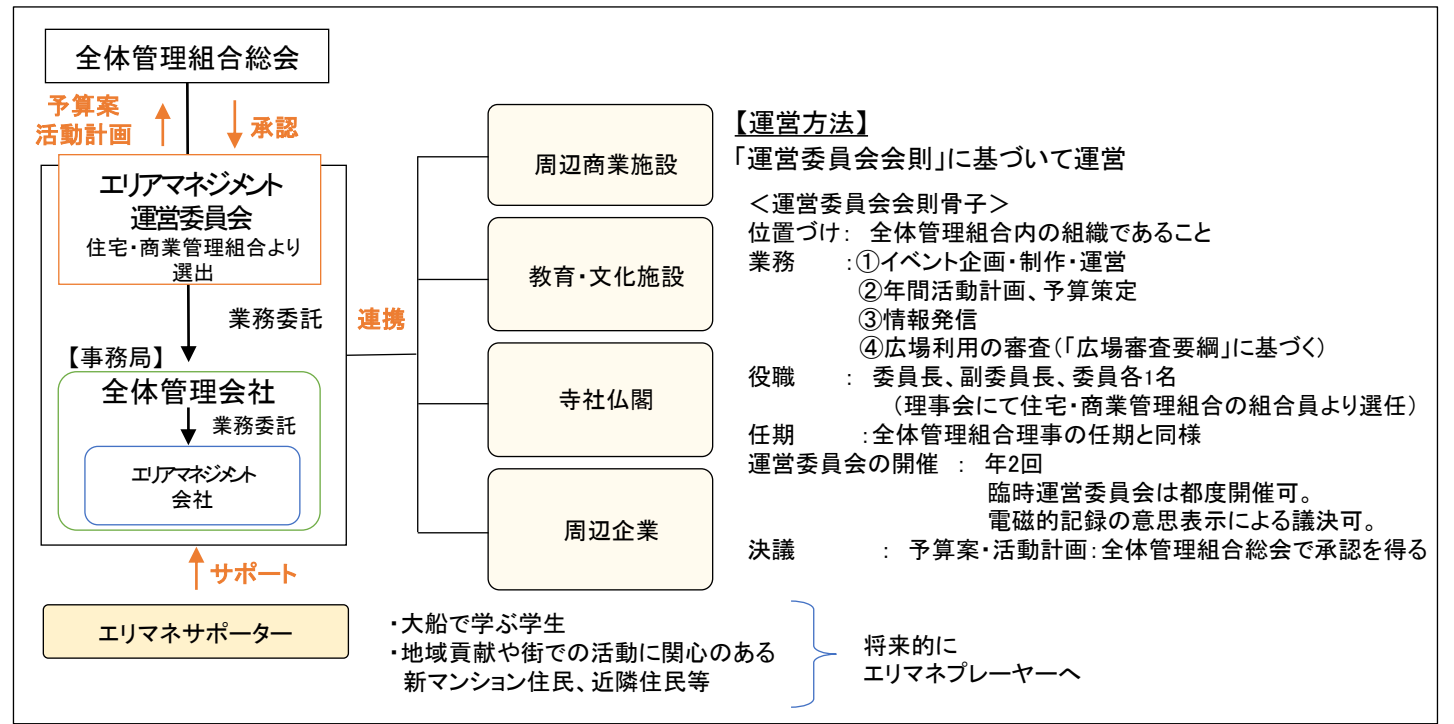 全体管理組合総会
予算案
活動計画
承認
エリアマネジメント
運営委員会
住宅・商業管理組合より
選出
業務委託
【事務局】
全体管理会社
業務委託
エリアマネジメント
会社
サポート
エリマネサポーター
連携
周辺商業施設
教育・文化施設
寺社仏閣
周辺企業
【運営方法】
「運営委員会会則」に基づいて運営
<運営委員会会則骨子>
位置づけ: 全体管理組合内の組織であること
業務 :①イベント企画・制作・運営
②年間活動計画、予算策定
③情報発信
④広場利用の審査(「広場審査要綱」に基づく)
役職 : 委員長、副委員長、委員各1名
(理事会にて住宅・商業管理組合の組合員より選任)
任期 :全体管理組合理事の任期と同様
運営委員会の開催 : 年2回
臨時運営委員会は都度開催可。
電磁的記録の意思表示による議決可。
決議 : 予算案・活動計画:全体管理組合総会で承認を得る
・大船で学ぶ学生
・地域貢献や街での活動に関心のある
新マンション住民、近隣住民等
将来的に
エリマネプレーヤーへ